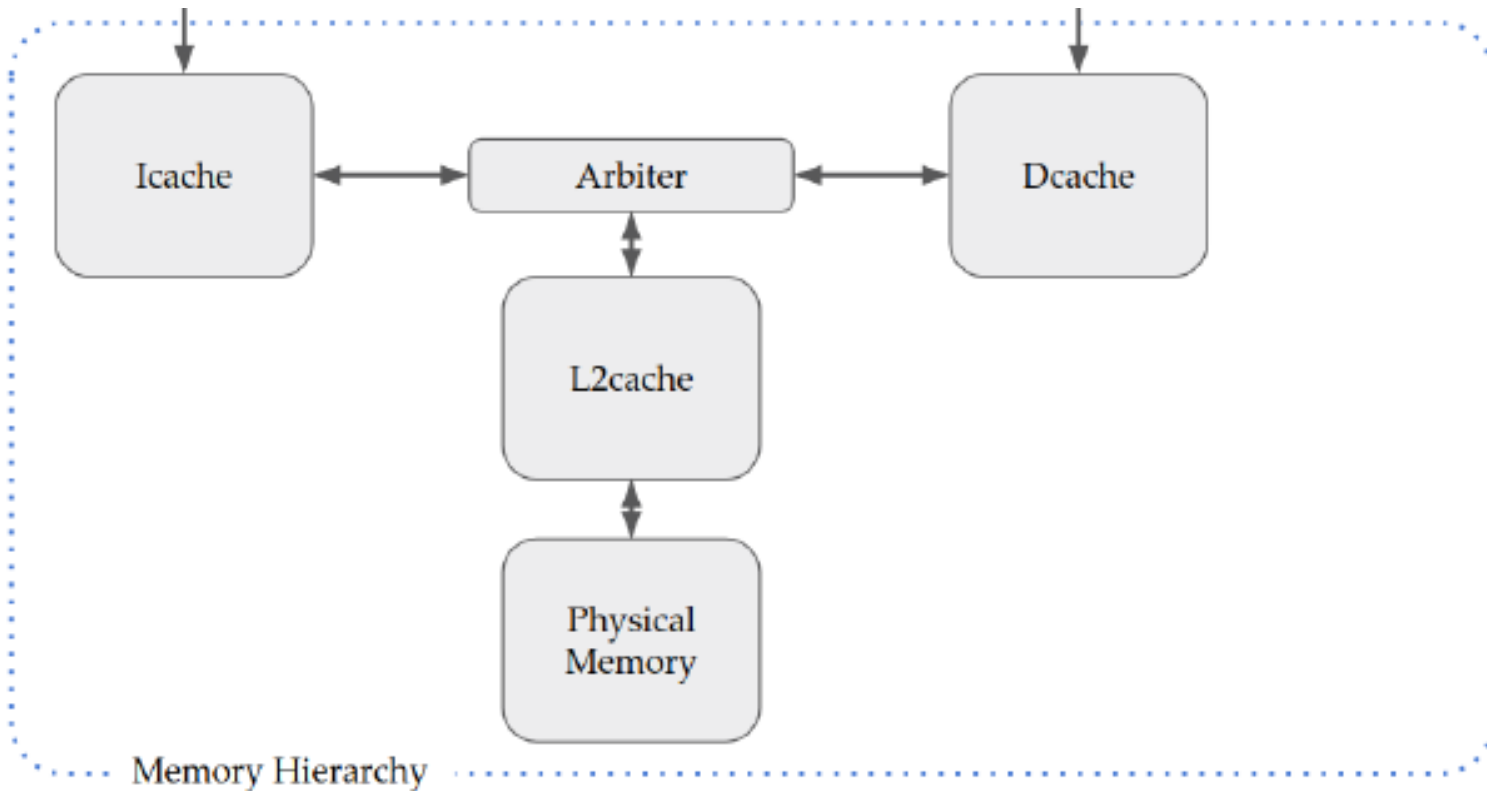 Icache
Arbiter
Dcache
L2cache
Physical
Memory
Memory Hierarchy